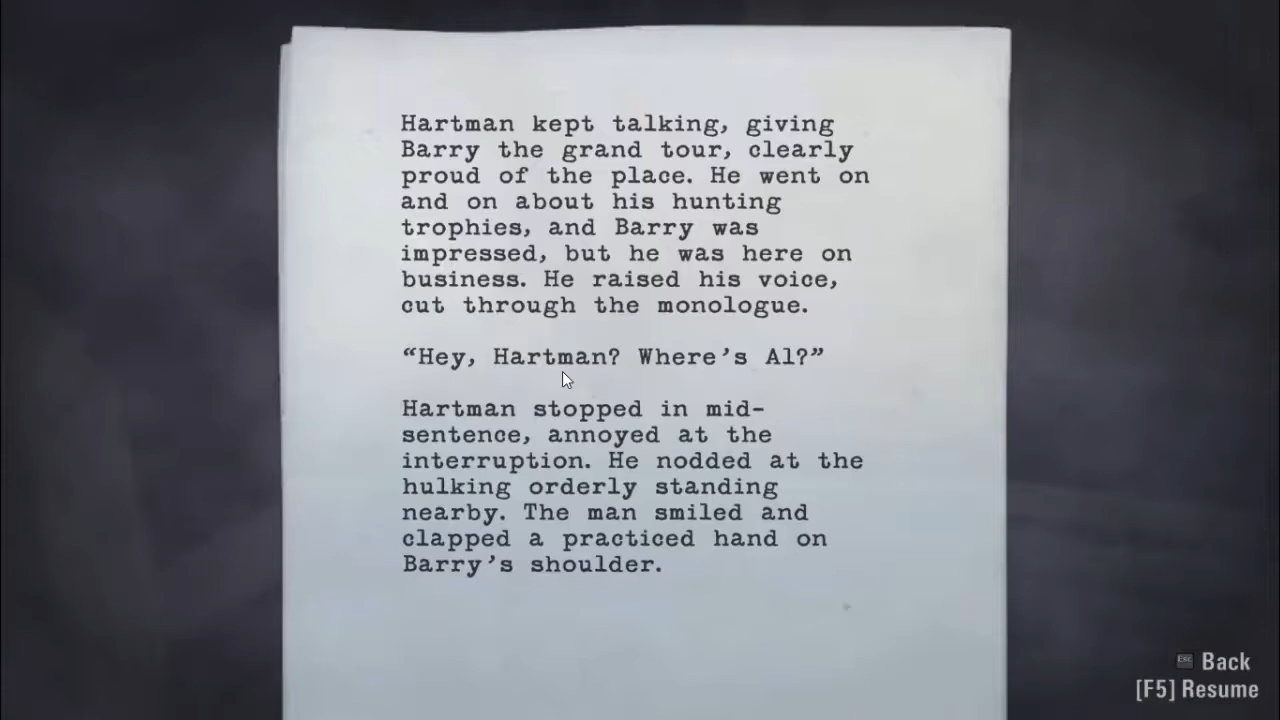 Hartman kept talking, giving
Barry the grand tour, clearly
proud of the place. He went on
and on about his hunting
trophies, and Barry was
impressed, but he was here on
business. He raised his voice,
cut through the monologue.
“Hey, Hartman? Where’s Al?”
Hartman stopped in mid-
sentence, annoyed at the
interruption. He nodded at the
hulking orderly standing
nearby. The man smiled and
clapped a practiced hand on
Barry’s shoulder.
ESC Back
[F5] Resume